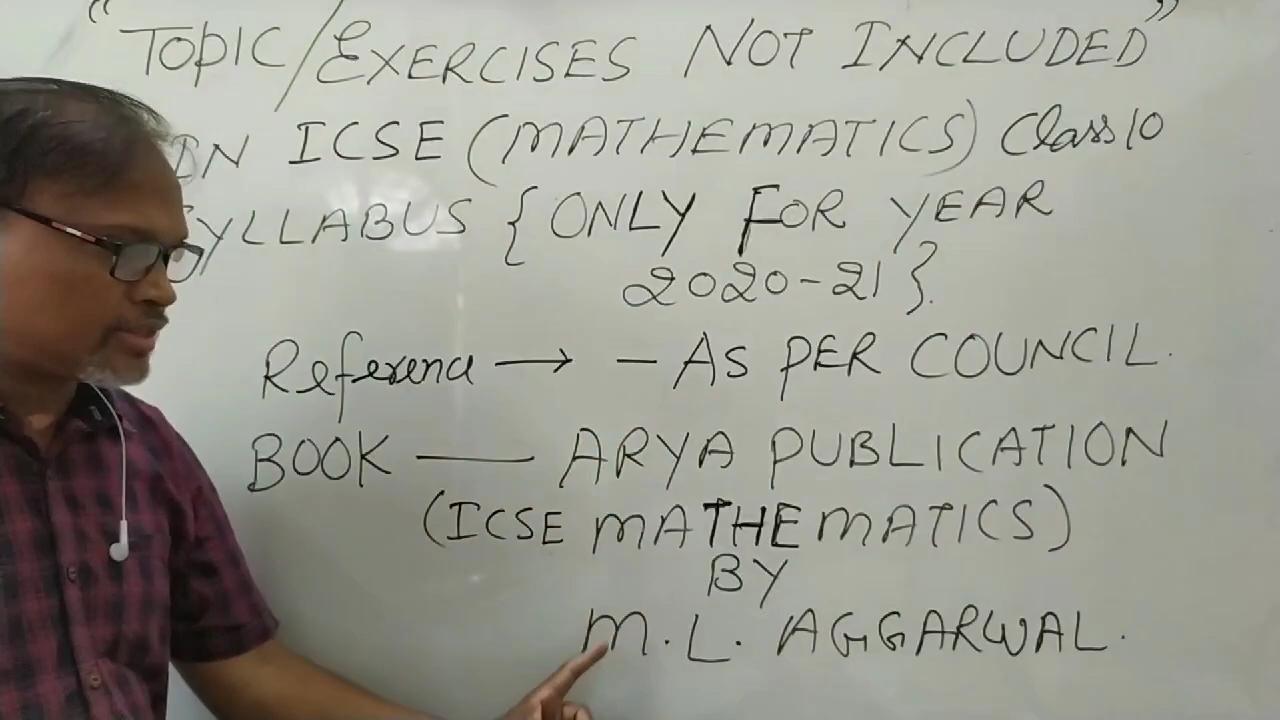 "TOPIC/EXERCISES NOT INCLUDED"
IN ICSE (MATHEMATICS) Class 10
SYLLABUS {ONLY FOR YEAR
2020-21}.
Reference → - AS PER COUNCIL.
BOOK — ARYA PUBLICATION
(ICSE MATHEMATICS)
BY
M.L. AGGARWAL.